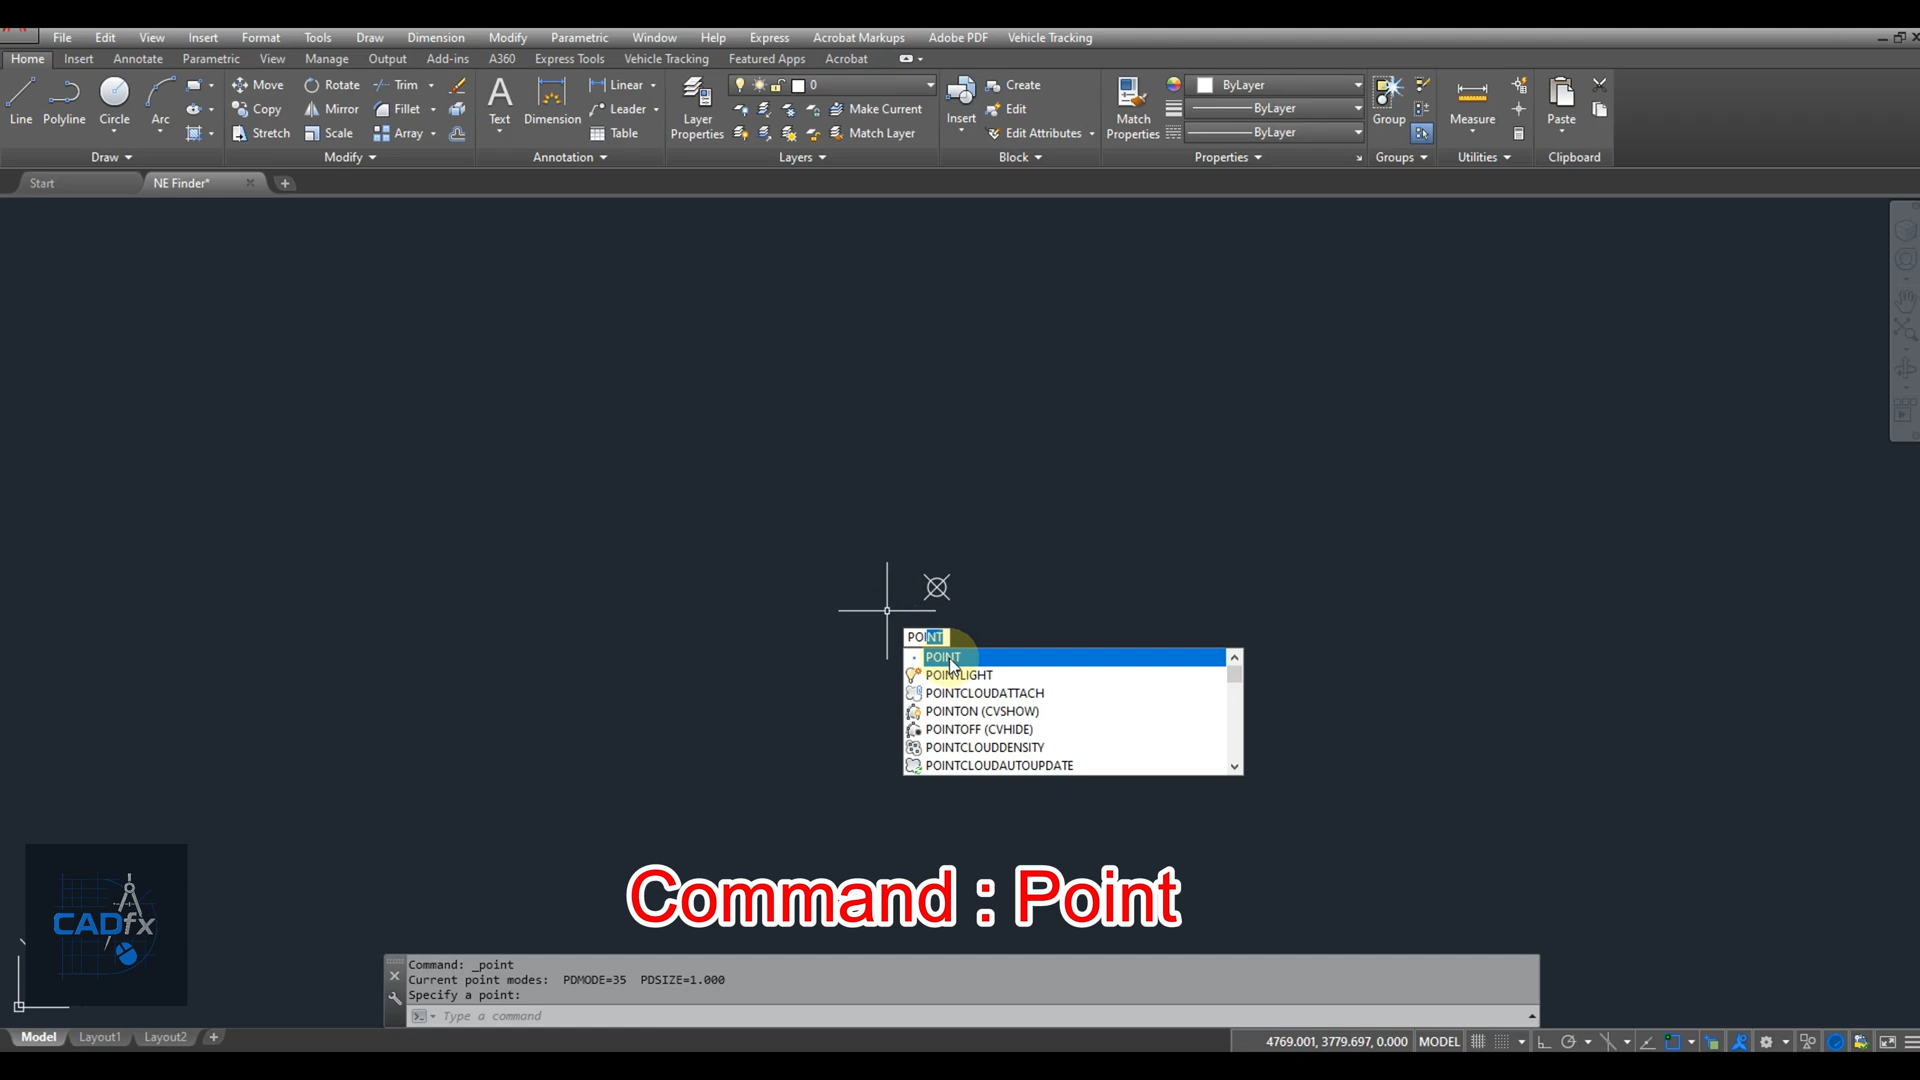 File Edit View Insert Format Tools Draw Dimension Modify Parametric Window Help Express Acrobat Markups Adobe PDF Vehicle Tracking
Home Insert Annotate Parametric View Manage Output Add-ins A360 Express Tools Vehicle Tracking Featured Apps Acrobat
Line Polyline Circle Arc
Move Rotate Trim
Copy Mirror Fillet
Stretch Scale Array
Text Dimension
Linear
Leader
Table
Layer Properties
0
Make Current
Match Layer
Insert
Create
Edit
Edit Attributes
Match Properties
ByLayer
ByLayer
ByLayer
Group
Measure
Paste
Draw Modify Annotation Layers Block Properties Groups Utilities Clipboard
Start NE Finder*
POINT
POINT
POINTLIGHT
POINTCLOUDATTACH
POINTON (CVSHOW)
POINTOFF (CVHIDE)
POINTCLOUDDENSITY
POINTCLOUDAUTOUPDATE
CADfx
Command : Point
Command: _point
Current point modes: PDMODE=35 PDSIZE=1.000
Specify a point:
Type a command
Model Layout1 Layout2
4769.001, 3779.697, 0.000 MODEL